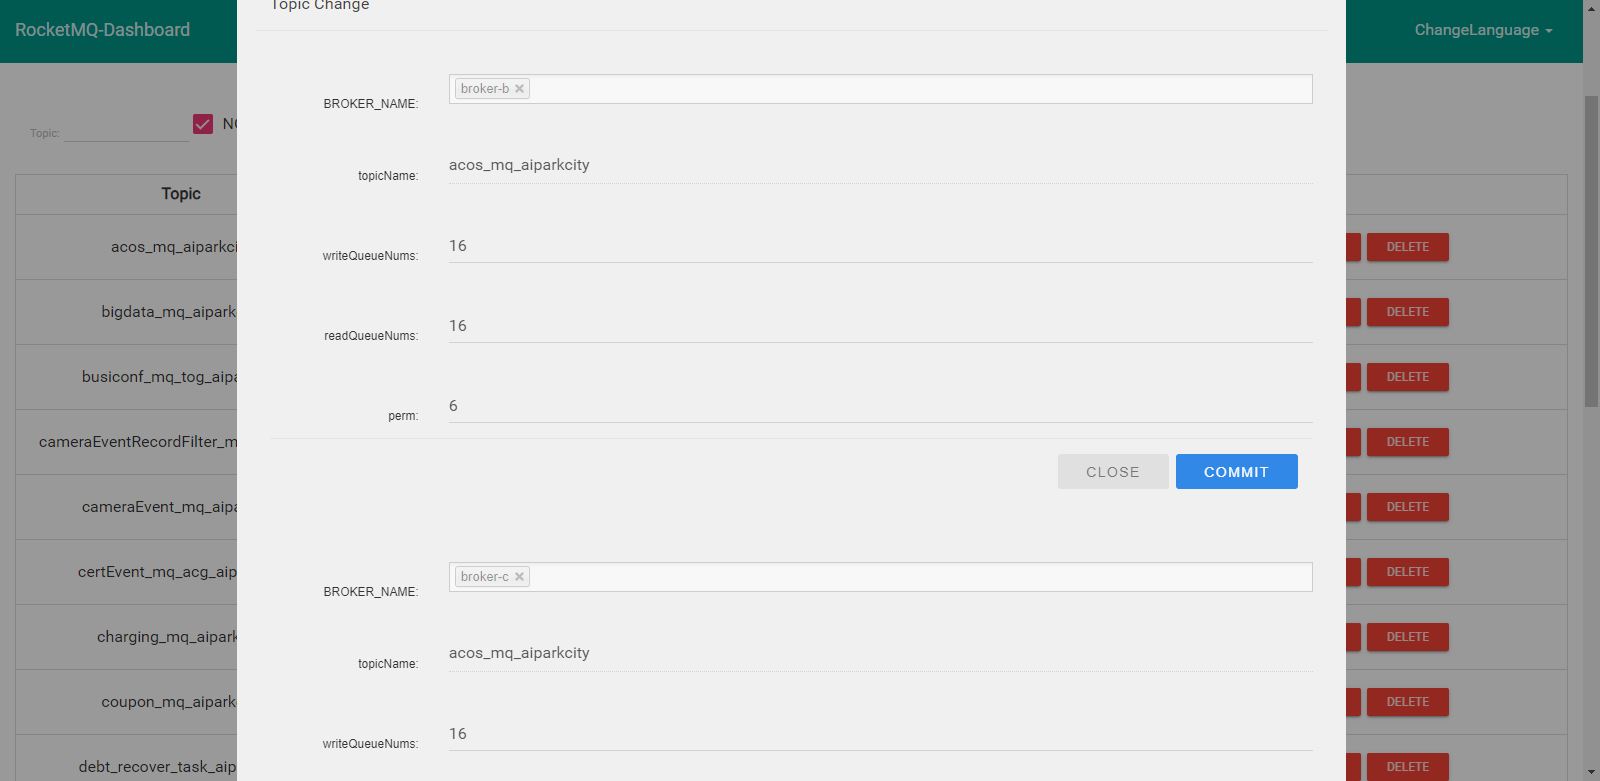 Topic Change
RocketMQ-Dashboard
ChangeLanguage
BROKER_NAME:
broker-b
Topic:
topicName:
acos_mq_aiparkcity
Topic
writeQueueNums:
16
acos_mq_aiparkci
DELETE
readQueueNums:
16
bigdata_mq_aipark
DELETE
busiconf_mq_tog_aipa
DELETE
perm:
6
cameraEventRecordFilter_m
DELETE
CLOSE
COMMIT
cameraEvent_mq_aipa
DELETE
BROKER_NAME:
broker-c
certEvent_mq_acg_aip
DELETE
topicName:
acos_mq_aiparkcity
charging_mq_aipark
DELETE
coupon_mq_aipark
DELETE
writeQueueNums:
16
debt_recover_task_aip
DELETE